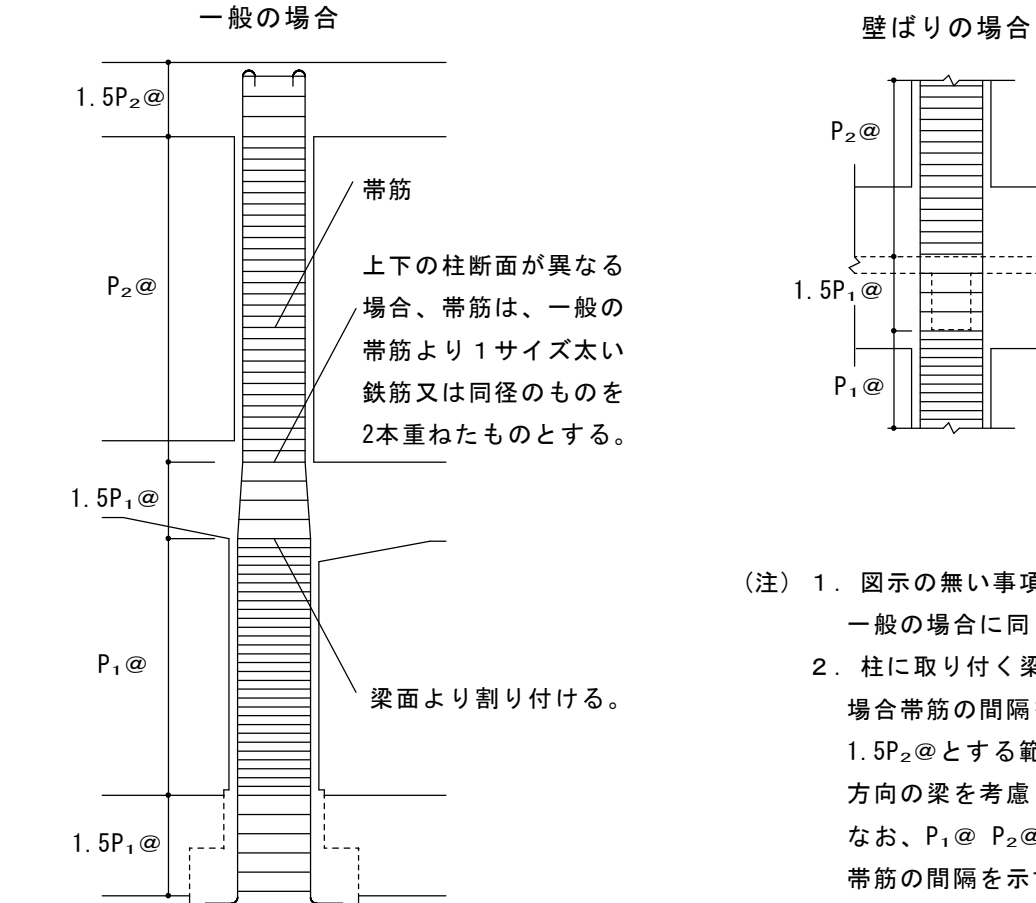 一般の場合
1.5P₂@
P₂@
1.5P₁@
P₁@
1.5P₁@
帯筋
上下の柱断面が異なる
場合、帯筋は、一般の
帯筋より１サイズ太い
鉄筋又は同径のものを
2本重ねたものとする。
梁面より割り付ける。
壁ばりの場合
P₂@
1.5P₁@
P₁@
（注）１．図示の無い事項
一般の場合に同
２．柱に取り付く梁
場合帯筋の間隔
1.5P₂@とする範
方向の梁を考慮
なお、P₁@ P₂@
帯筋の間隔を示